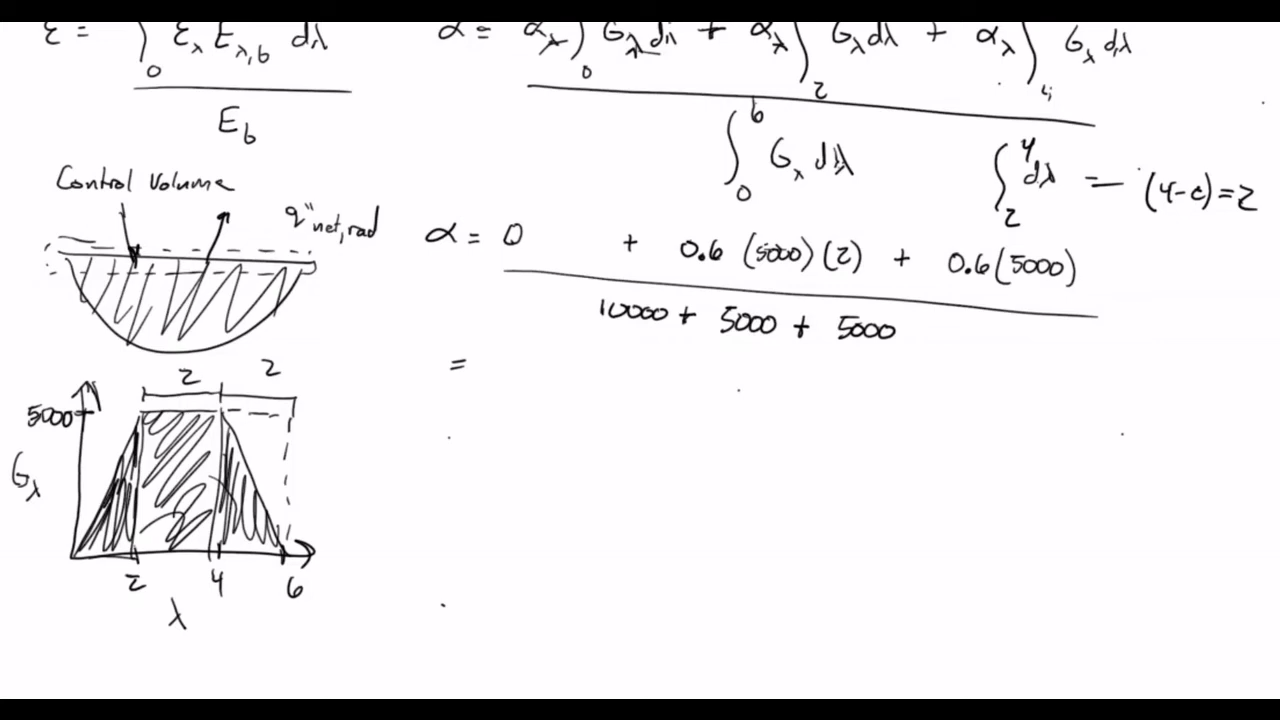 ε = ∫₀ ε_λ E_λ,b dλ
E_b
α = α_λ ∫₀ G_λ dλ + α_λ ∫₂ G_λ dλ + α_λ ∫₄ G_λ dλ
∫₀⁶ G_λ dλ
∫₂⁴ dλ = (4-2) = 2
Control Volume
q"net,rad
α = 0 + 0.6 (5000)(2) + 0.6(5000)
10000 + 5000 + 5000
=
2 2
5000
G_λ
2 4 6
λ